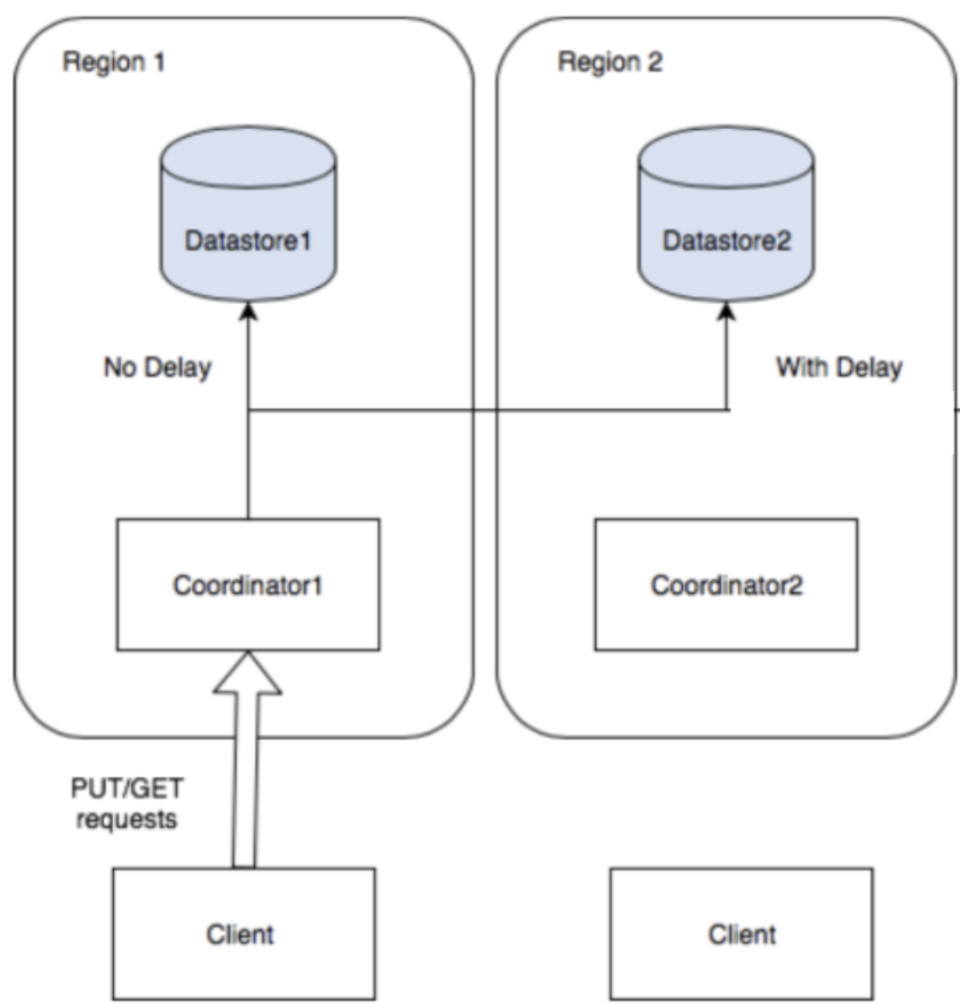 Region 1
Region 2
Datastore1
Datastore2
No Delay
With Delay
Coordinator1
Coordinator2
PUT/GET
requests
Client
Client